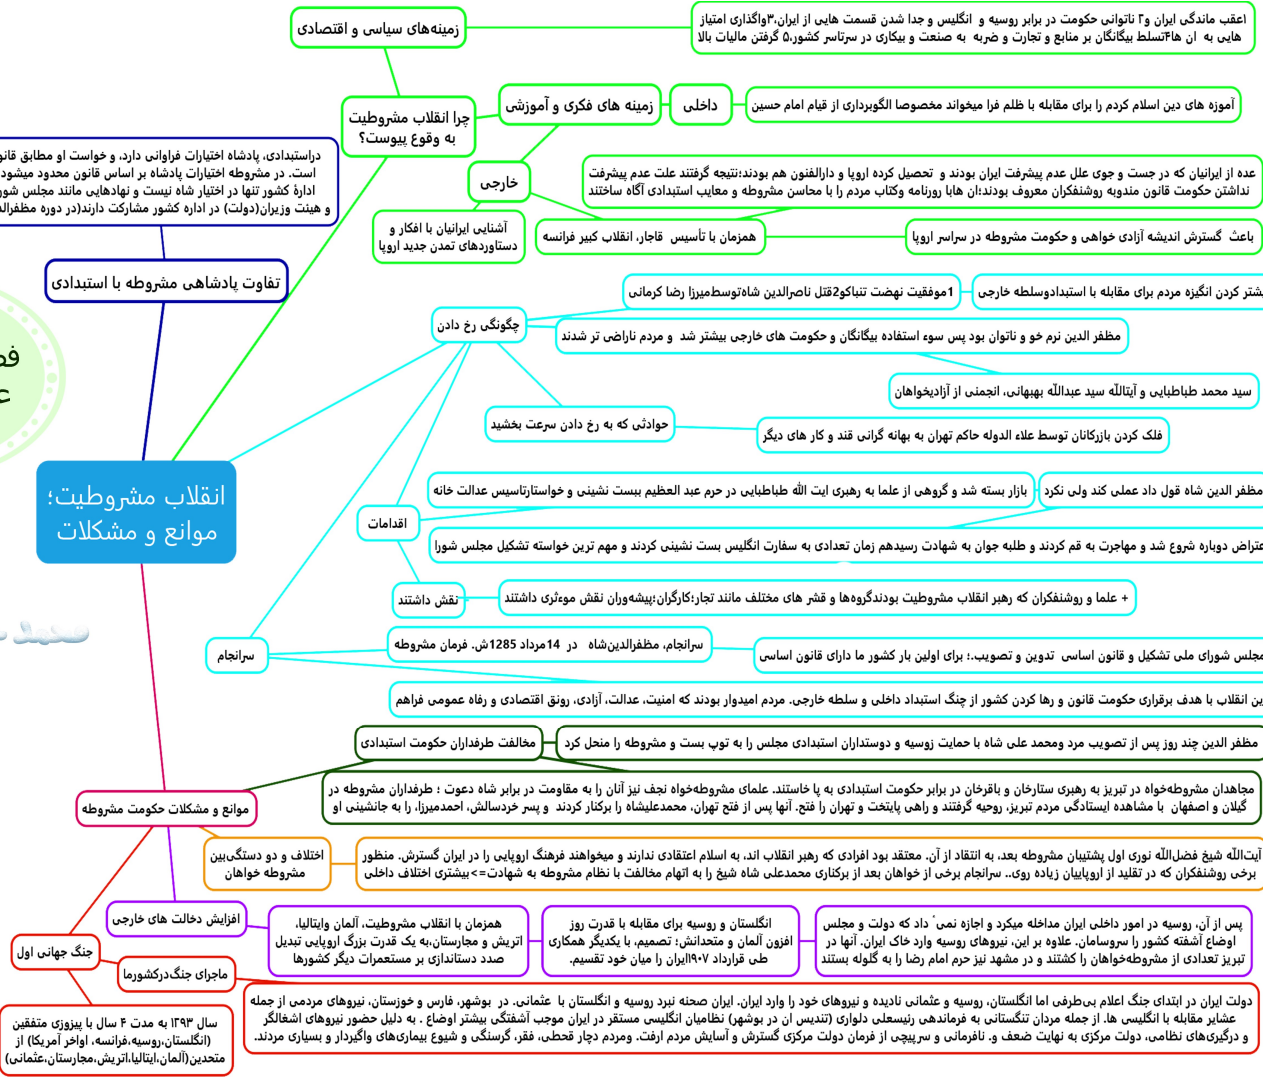 زمینه‌های سیاسی و اقتصادی
۱عقب ماندگی ایران و۲ ناتوانی حکومت در برابر روسیه و انگلیس و جدا شدن قسمت هایی از ایران،۳واگذاری امتیاز
هایی به ان ها۴تسلط بیگانگان بر منابع و تجارت و ضربه به صنعت و بیکاری در سرتاسر کشور،۵ گرفتن مالیات بالا
چرا انقلاب مشروطیت
به وقوع پیوست؟
زمینه های فکری و آموزشی
داخلی
آموزه های دین اسلام کردم را برای مقابله با ظلم فرا میخواند مخصوصا الگوبرداری از قیام امام حسین
خارجی
عده از ایرانیان که در جست و جوی علل عدم پیشرفت ایران بودند و تحصیل کرده اروپا و دارالفنون هم بودند؛نتیجه گرفتند علت عدم پیشرفت
نداشتن حکومت قانون مندوبه روشنفکران معروف بودند؛ان هابا روزنامه وکتاب مردم را با محاسن مشروطه و معایب استبدادی آگاه ساختند
آشنایی ایرانیان با افکار و
دستاوردهای تمدن جدید اروپا
همزمان با تأسیس قاجار، انقلاب کبیر فرانسه
باعث گسترش اندیشه آزادی خواهی و حکومت مشروطه در سراسر اروپا
دراستبدادی، پادشاه اختیارات فراوانی دارد، و خواست او مطابق
است. در مشروطه اختیارات پادشاه بر اساس قانون محدود میشود
ادارهٔ کشور تنها در اختیار شاه نیست و نهادهایی مانند مجلس
و هیئت وزیران(دولت) در اداره کشور مشارکت دارند(در دوره
تفاوت پادشاهی مشروطه با استبدادی
چگونگی رخ دادن
1موفقیت نهضت تنباکو2قتل ناصرالدین شاه‌توسط‌میرزا رضا کرمانی
کردن انگیزه مردم برای مقابله با استبدادوسلطه خارجی
مظفر الدین نرم خو و ناتوان بود پس سوء استفاده بیگانگان و حکومت های خارجی بیشتر شد و مردم ناراضی تر شدند
سید محمد طباطبایی و آیتاللّه سید عبداللّه بهبهانی، انجمنی از آزادیخواهان
حوادثی که به رخ دادن سرعت بخشید
فلک کردن بازرکانان توسط علاء الدوله حاکم تهران به بهانه گرانی قند و کار های دیگر
انقلاب مشروطیت؛
موانع و مشکلات
اقدامات
بازار بسته شد و گروهی از علما به رهبری ایت الله طباطبایی در حرم عبد العظیم ببست نشینی و خواستارتاسیس عدالت خانه
مظفر الدین شاه قول داد عملی کند ولی نکرد
دوباره شروع شد و مهاجرت به قم کردند و طلبه جوان به شهادت رسیدهم زمان تعدادی به سفارت انگلیس بست نشینی کردند و مهم ترین خواسته تشکیل مجلس شورا
نقش داشتند
+ علما و روشنفکران که رهبر انقلاب مشروطیت بودندگروه‌ها و قشر های مختلف مانند تجار؛کارگران؛پیشه‌وران نقش موءثری داشتند
سرانجام
سرانجام، مظفرالدین‌شاه در 14مرداد 1285ش. فرمان مشروطه
مجلس شورای ملی تشکیل و قانون اساسی تدوین و تصویب.؛ برای اولین بار کشور ما دارای قانون اساسی
انقلاب با هدف برقراری حکومت قانون و رها کردن کشور از چنگ استبداد داخلی و سلطه خارجی. مردم امیدوار بودند که امنیت، عدالت، آزادی، رونق اقتصادی و رفاه عمومی فراهم
مخالفت طرفداران حکومت استبدادی
مظفر الدین چند روز پس از تصویب مرد ومحمد علی شاه با حمایت زوسیه و دوستداران استبدادی مجلس را به توپ بست و مشروطه را منحل کرد
مجاهدان مشروطه‌خواه در تبریز به رهبری ستارخان و باقرخان در برابر حکومت استبدادی به پا خاستند. علمای مشروطه‌خواه نجف نیز آنان را به مقاومت در برابر شاه دعوت ؛ طرفداران مشروطه در
گیلان و اصفهان با مشاهده ایستادگی مردم تبریز، روحیه گرفتند و راهی پایتخت و تهران را فتح. آنها پس از فتح تهران، محمدعلیشاه را برکنار کردند و پسر خردسالش، احمدمیرزا، را به جانشینی او
موانع و مشکلات حکومت مشروطه
اختلاف و دو دستگی‌بین
مشروطه خواهان
آیت‌اللّه شیخ فضل‌اللّه نوری اول پشتیبان مشروطه بعد، به انتقاد از آن. معتقد بود افرادی که رهبر انقلاب اند، به اسلام اعتقادی ندارند و میخواهند فرهنگ اروپایی را در ایران گسترش. منظور
برخی روشنفکران که در تقلید از اروپاییان زیاده روی.. سرانجام برخی از خواهان بعد از برکناری محمدعلی شاه شیخ را به اتهام مخالفت با نظام مشروطه به شهادت=>بیشتری اختلاف داخلی
افزایش دخالت های خارجی
همزمان با انقلاب مشروطیت، آلمان وایتالیا،
اتریش و مجارستان،به یک قدرت بزرگ اروپایی تبدیل
صدد دستاندازی بر مستعمرات دیگر کشورها
انگلستان و روسیه برای مقابله با قدرت روز
افزون آلمان و متحدانش؛ تصمیم، با یکدیگر همکاری
طی قرارداد ۱۹۰۷ایران را میان خود تقسیم.
پس از آن، روسیه در امور داخلی ایران مداخله میکرد و اجازه نمی ْ داد که دولت و مجلس
اوضاع آشفته کشور را سروسامان. علاوه بر این، نیروهای روسیه وارد خاک ایران. آنها در
تبریز تعدادی از مشروطه‌خواهان را کشتند و در مشهد نیز حرم امام رضا را به گلوله بستند
جنگ جهانی اول
ماجرای جنگ‌درکشورما
دولت ایران در ابتدای جنگ اعلام بی‌طرفی اما انگلستان، روسیه و عثمانی نادیده و نیروهای خود را وارد ایران. ایران صحنه نبرد روسیه و انگلستان با عثمانی. در بوشهر، فارس و خوزستان، نیروهای مردمی از جمله
عشایر مقابله با انگلیسی ها. از جمله مردان تنگستانی به فرماندهی رئیسعلی دلواری (تندیس ان در بوشهر) نظامیان انگلیسی مستقر در ایران موجب آشفتگی بیشتر اوضاع . به دلیل حضور نیروهای اشغالگر
و درگیری‌های نظامی، دولت مرکزی به نهایت ضعف و. نافرمانی و سرپیچی از فرمان دولت مرکزی گسترش و آسایش مردم ازفت. ومردم دچار قحطی، فقر، گرسنگی و شیوع بیماری‌های واگیردار و بسیاری مردند.
سال ۱۲۹۳ به مدت ۴ سال با پیزوزی متفقین
(انگلستان،روسیه،فرانسه، اواخر آمریکا) از
متحدین(آلمان،ایتالیا،اتریش،مجارستان،عثمانی)